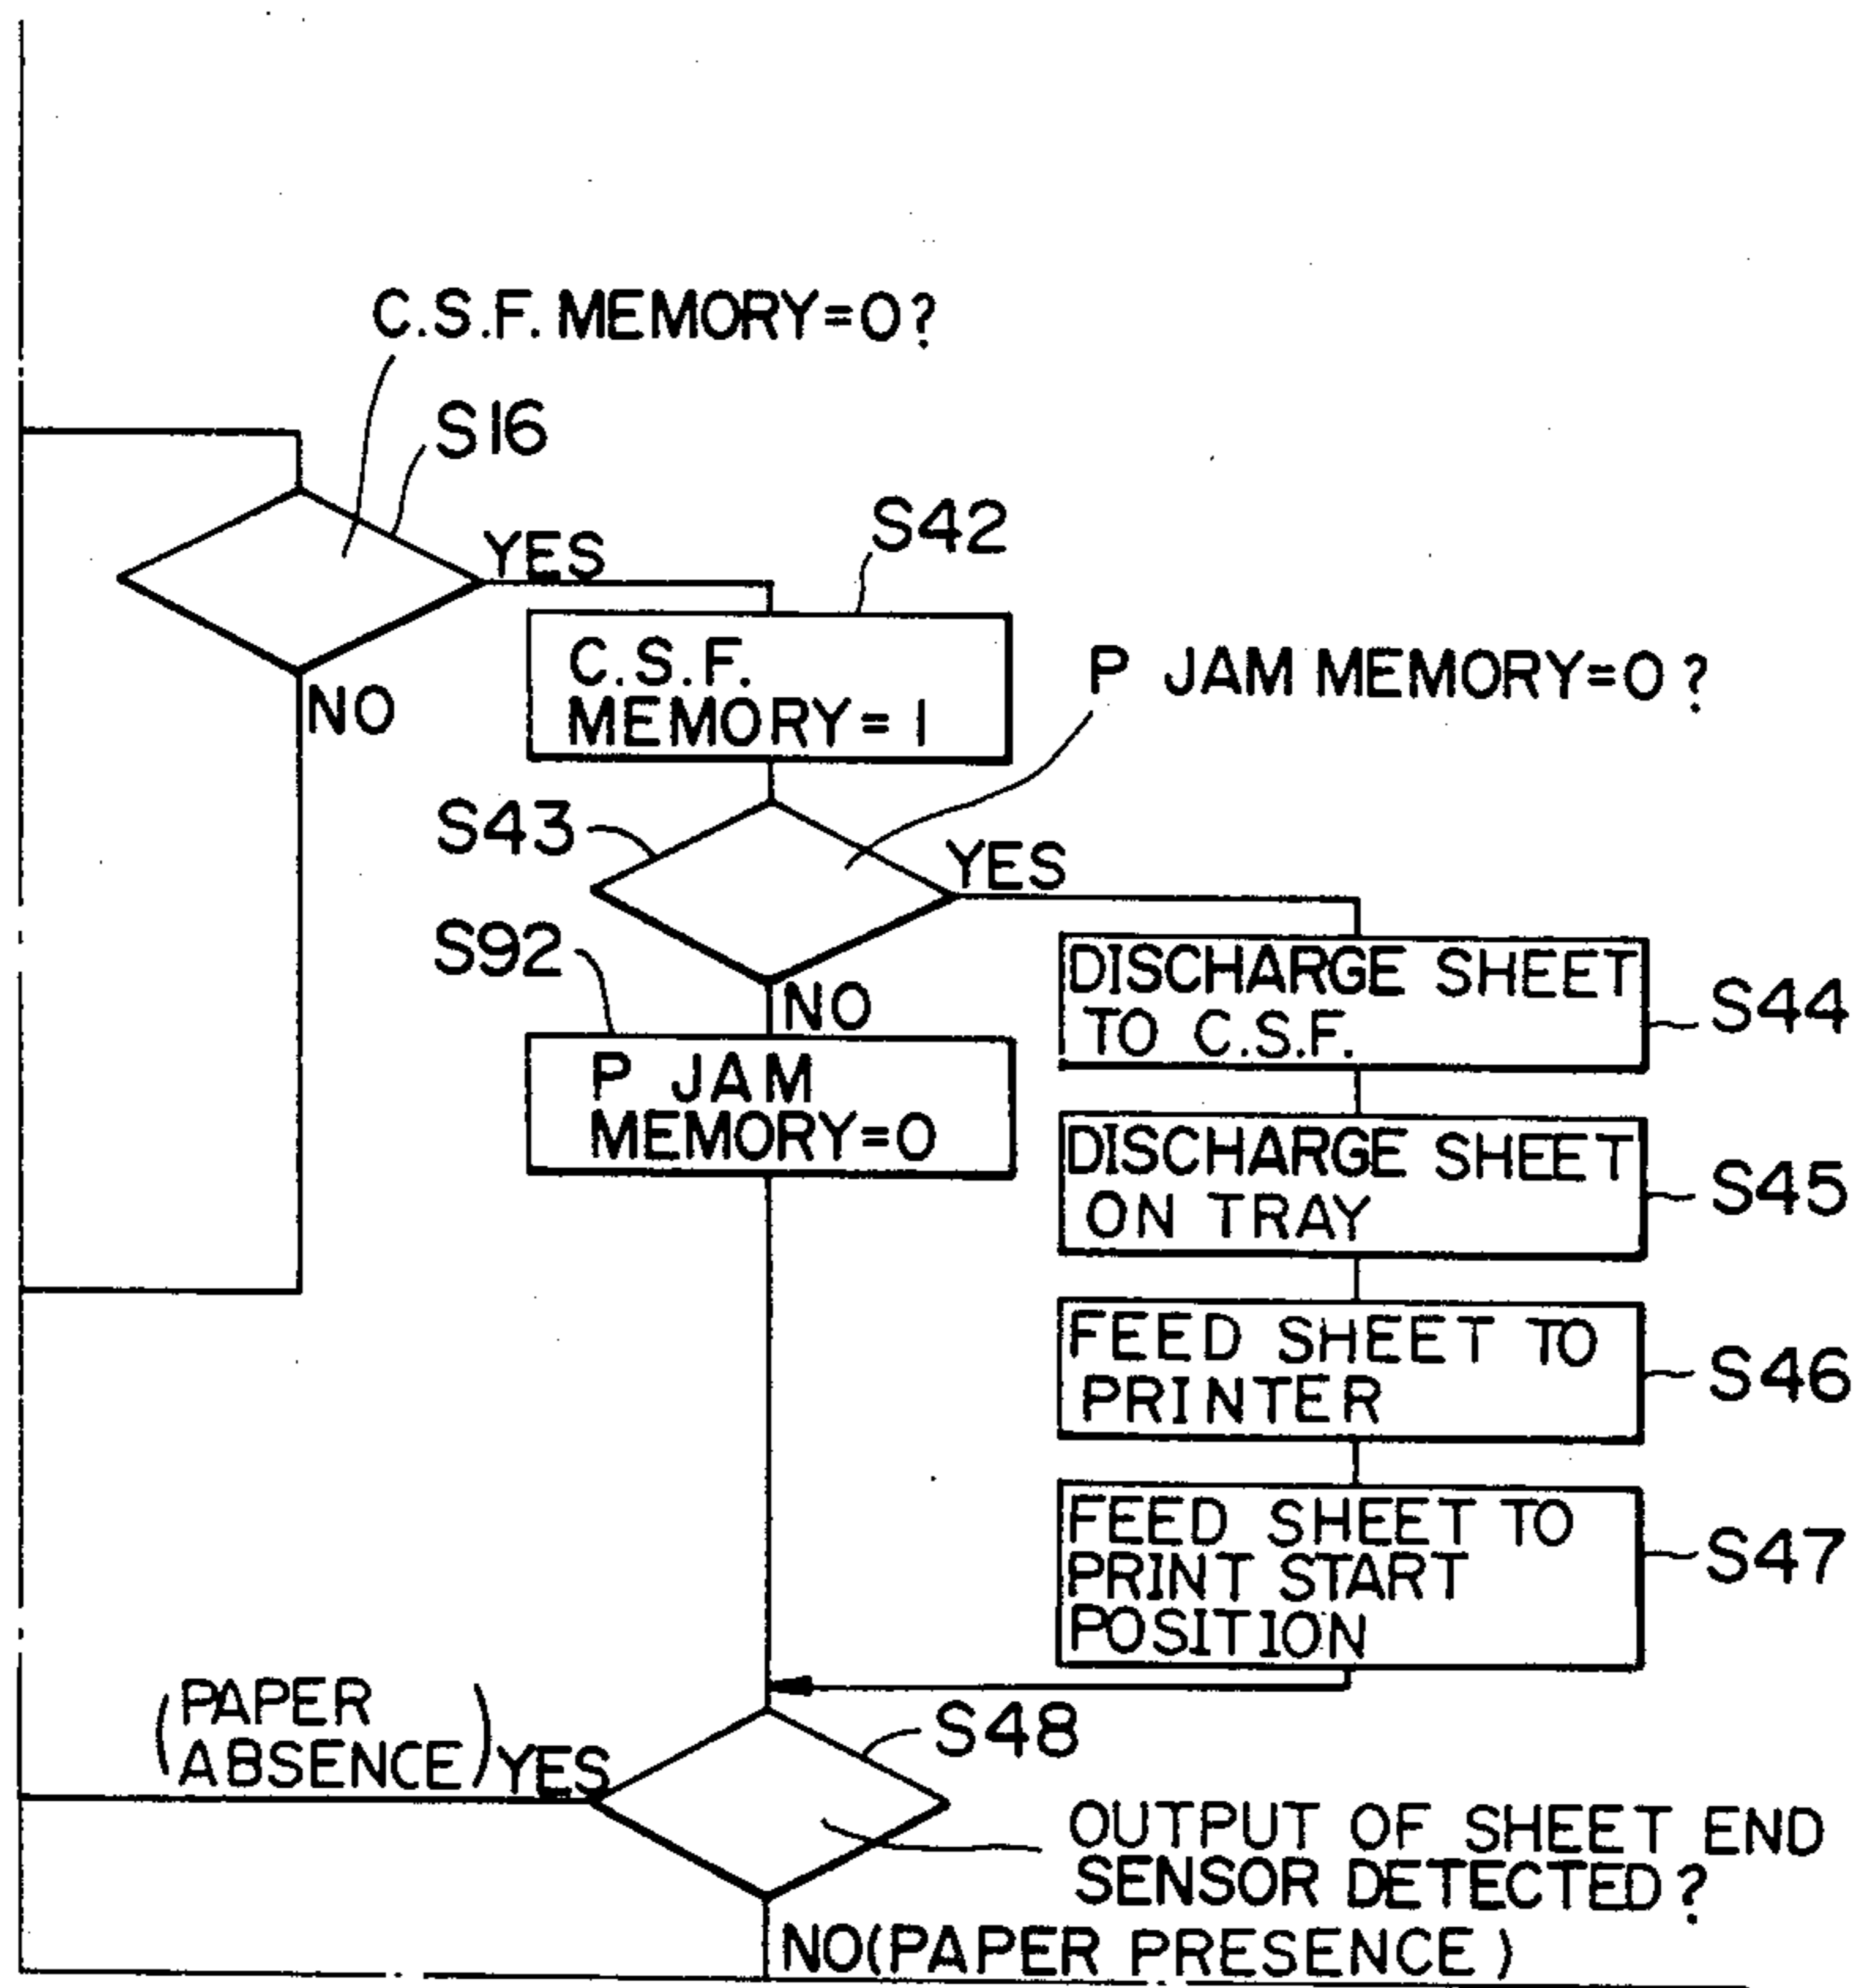 C.S.F. MEMORY=0?
S16
YES
S42
C.S.F.
MEMORY=1
NO
P JAM MEMORY=0?
S43
YES
S92
NO
DISCHARGE SHEET
TO C.S.F.
S44
P JAM
MEMORY=0
DISCHARGE SHEET
ON TRAY
S45
FEED SHEET TO
PRINTER
S46
FEED SHEET TO
PRINT START
POSITION
S47
(PAPER
ABSENCE) YES
S48
OUTPUT OF SHEET END
SENSOR DETECTED?
NO(PAPER PRESENCE)